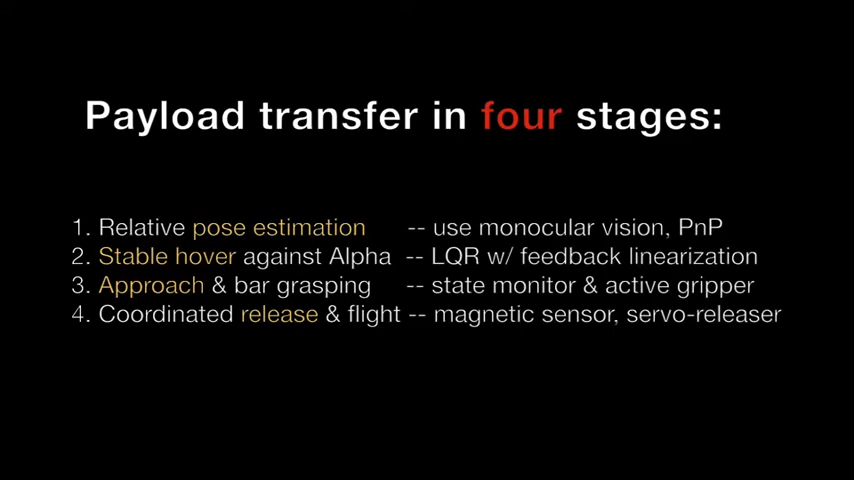 Payload transfer in four stages:
1. Relative pose estimation -- use monocular vision, PnP
2. Stable hover against Alpha -- LQR w/ feedback linearization
3. Approach & bar grasping -- state monitor & active gripper
4. Coordinated release & flight -- magnetic sensor, servo-releaser